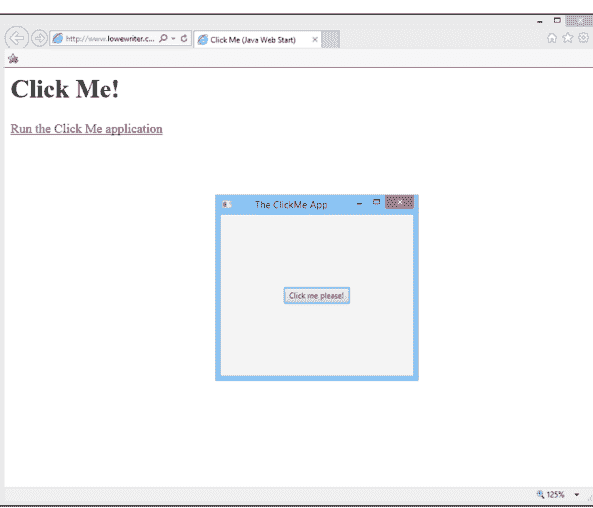 http://www.lowewriter.c...
Click Me (Java Web Start)
Click Me!
Run the Click Me application
The ClickMe App
Click me please!
125%